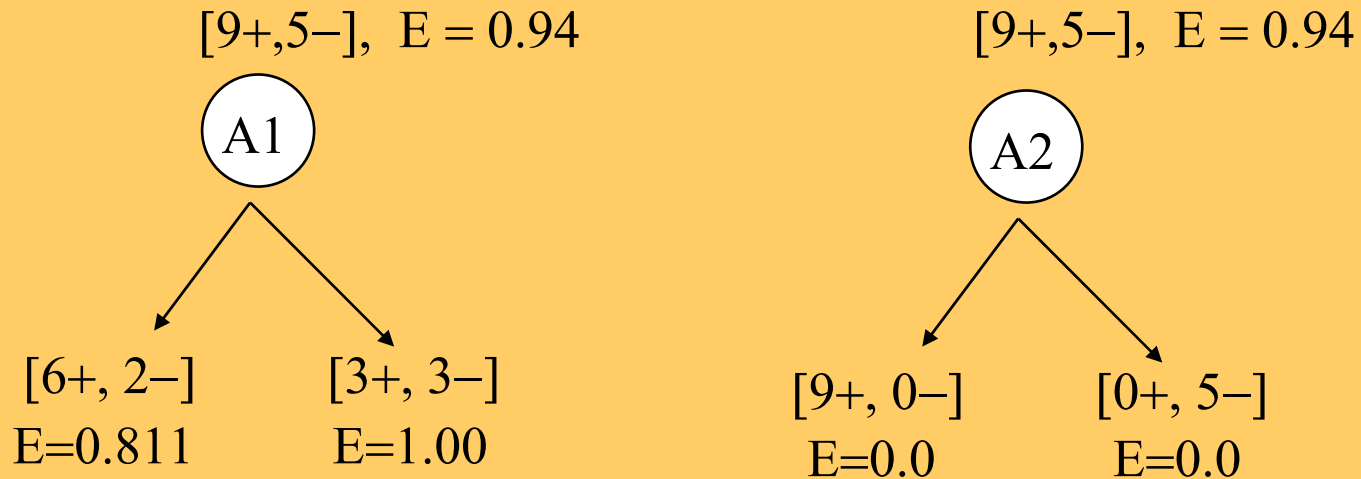 [9+,5−], E = 0.94
A1
[6+, 2−] [3+, 3−]
E=0.811 E=1.00
[9+,5−], E = 0.94
A2
[9+, 0−] [0+, 5−]
E=0.0 E=0.0